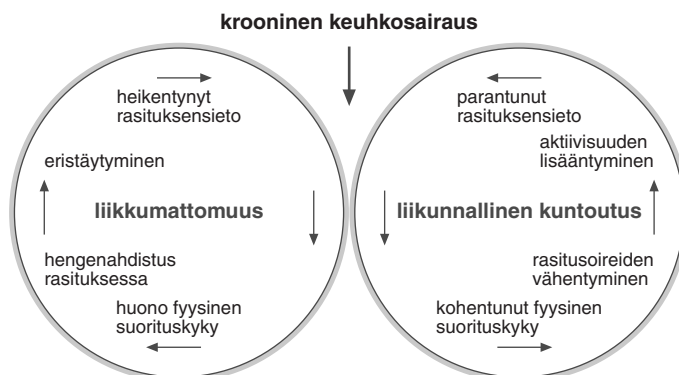 krooninen keuhkosairaus
heikentynyt
rasituksensieto
eristäytyminen
liikkumattomuus
hengenahdistus
rasituksessa
huono fyysinen
suorituskyky
parantunut
rasituksensieto
aktiivisuuden
lisääntyminen
liikunnallinen kuntoutus
rasitusoireiden
vähentyminen
kohentunut fyysinen
suorituskyky